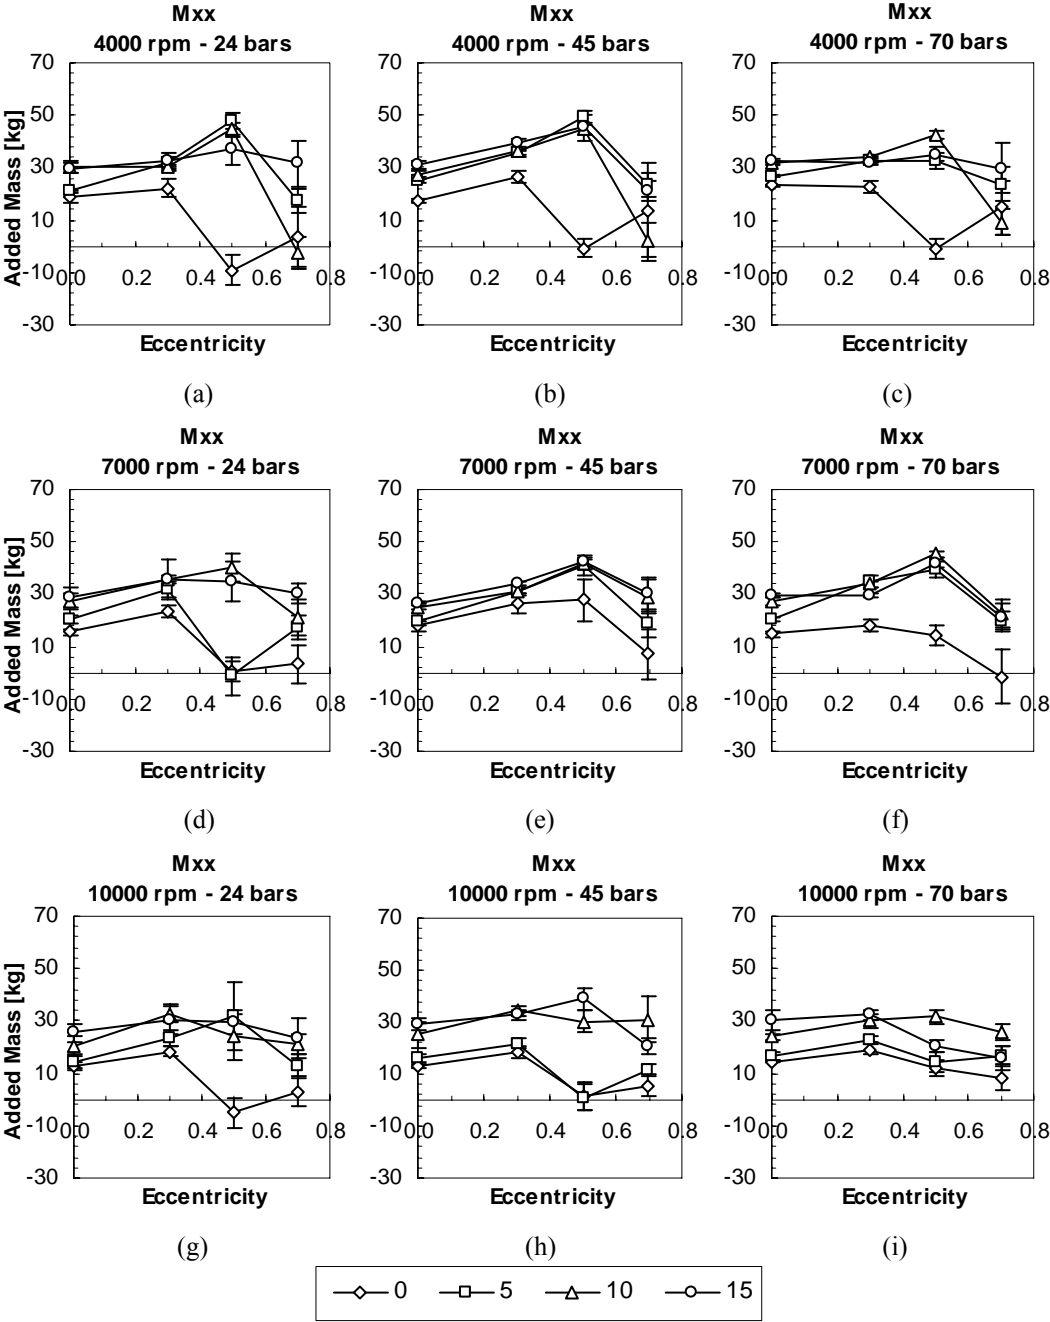 Mxx
4000 rpm - 24 bars
Mxx
4000 rpm - 45 bars
Mxx
4000 rpm - 70 bars
Added Mass [kg]
70
50
30
10
-10
-30
0.0 0.2 0.4 0.6 0.8
Eccentricity
70
50
30
10
-10
-30
0.0 0.2 0.4 0.6 0.8
Eccentricity
70
50
30
10
-10
-30
0.0 0.2 0.4 0.6 0.8
Eccentricity
(a)
(b)
(c)
Mxx
7000 rpm - 24 bars
Mxx
7000 rpm - 45 bars
Mxx
7000 rpm - 70 bars
Added Mass [kg]
70
50
30
10
-10
-30
0.0 0.2 0.4 0.6 0.8
Eccentricity
70
50
30
10
-10
-30
0.0 0.2 0.4 0.6 0.8
Eccentricity
70
50
30
10
-10
-30
0.0 0.2 0.4 0.6 0.8
Eccentricity
(d)
(e)
(f)
Mxx
10000 rpm - 24 bars
Mxx
10000 rpm - 45 bars
Mxx
10000 rpm - 70 bars
Added Mass [kg]
70
50
30
10
-10
-30
0.0 0.2 0.4 0.6 0.8
Eccentricity
70
50
30
10
-10
-30
0.0 0.2 0.4 0.6 0.8
Eccentricity
70
50
30
10
-10
-30
0.0 0.2 0.4 0.6 0.8
Eccentricity
(g)
(h)
(i)
0 5 10 15